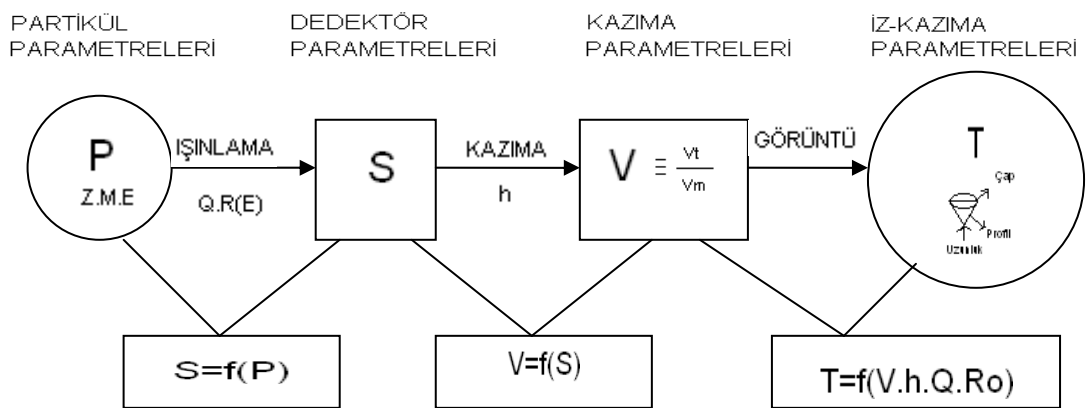 PARTİKÜL PARAMETRELERİ
DEDEKTÖR PARAMETRELERİ
KAZIMA PARAMETRELERİ
İZ-KAZIMA PARAMETRELERİ
P
Z.M.E
IŞINLAMA
Q.R(E)
S
KAZIMA
h
V ≡ Vt/Vm
GÖRÜNTÜ
T
Çap
Profil
Uzunluk
S=f(P)
V=f(S)
T=f(V.h.Q.Ro)